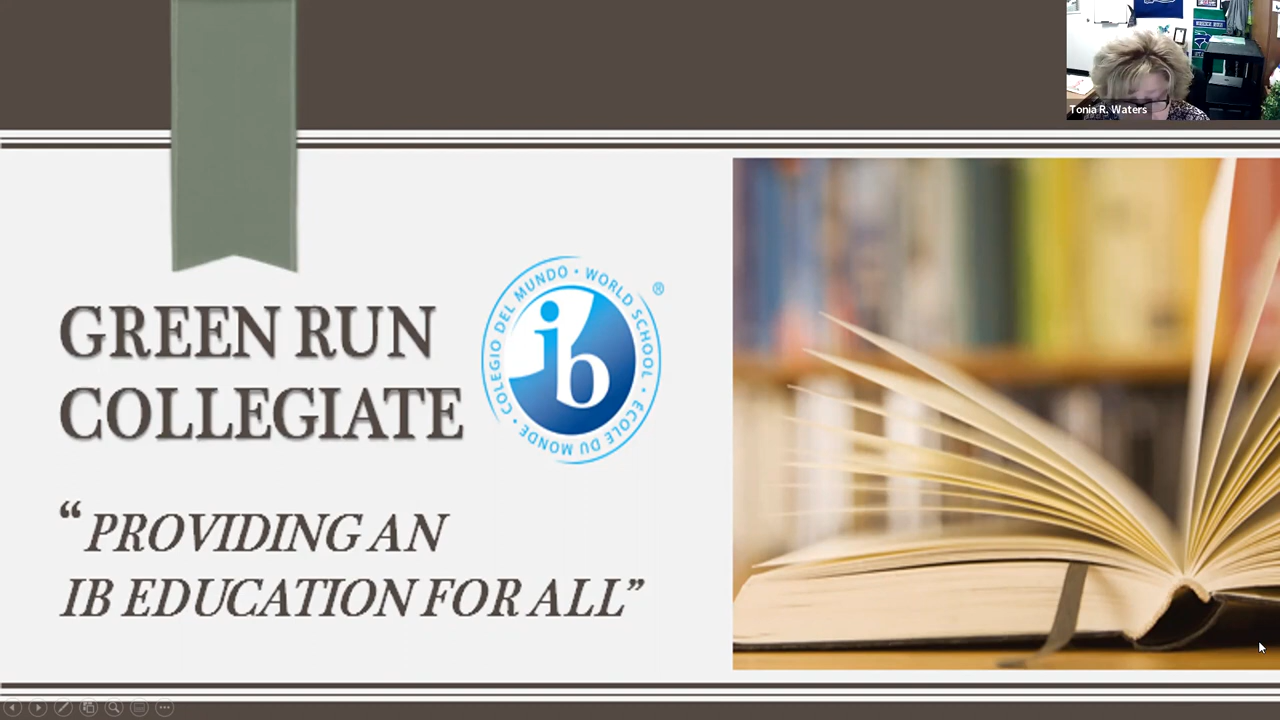 Tonia R. Waters
GREEN RUN
COLLEGIATE
COLEGIO DEL MUNDO • WORLD SCHOOL • ECOLE DU MONDE •
®
ib
“ PROVIDING AN
IB EDUCATION FOR ALL”